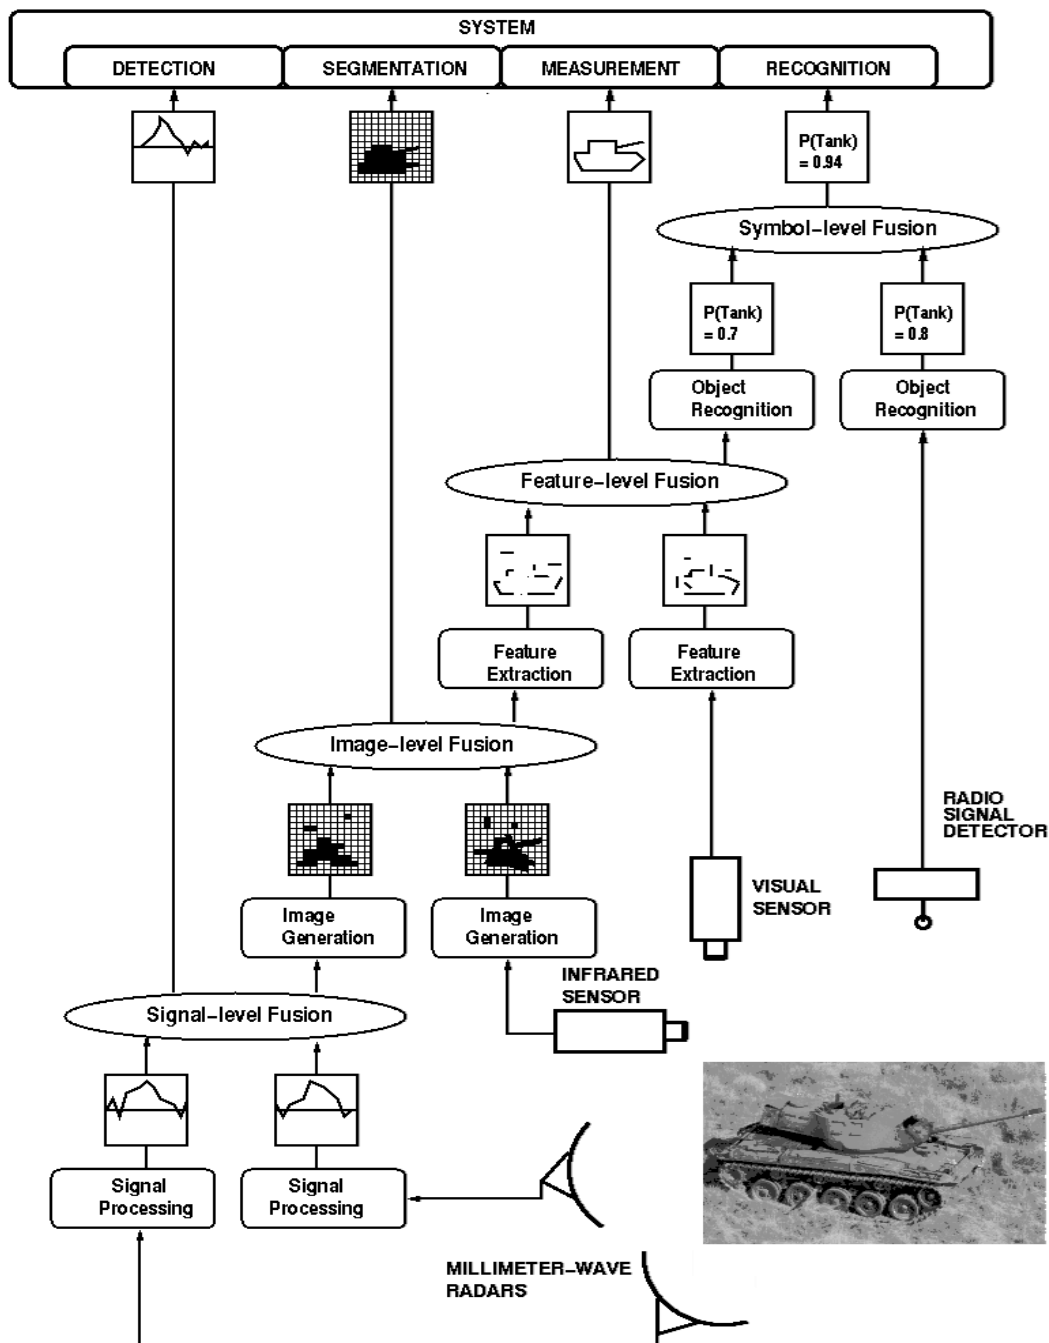 SYSTEM
DETECTION
SEGMENTATION
MEASUREMENT
RECOGNITION
P(Tank)
= 0.94
Symbol–level Fusion
P(Tank)
= 0.7
P(Tank)
= 0.8
Object
Recognition
Object
Recognition
Feature–level Fusion
Feature
Extraction
Feature
Extraction
Image–level Fusion
RADIO
SIGNAL
DETECTOR
VISUAL
SENSOR
Image
Generation
Image
Generation
INFRARED
SENSOR
Signal–level Fusion
Signal
Processing
Signal
Processing
MILLIMETER–WAVE
RADARS